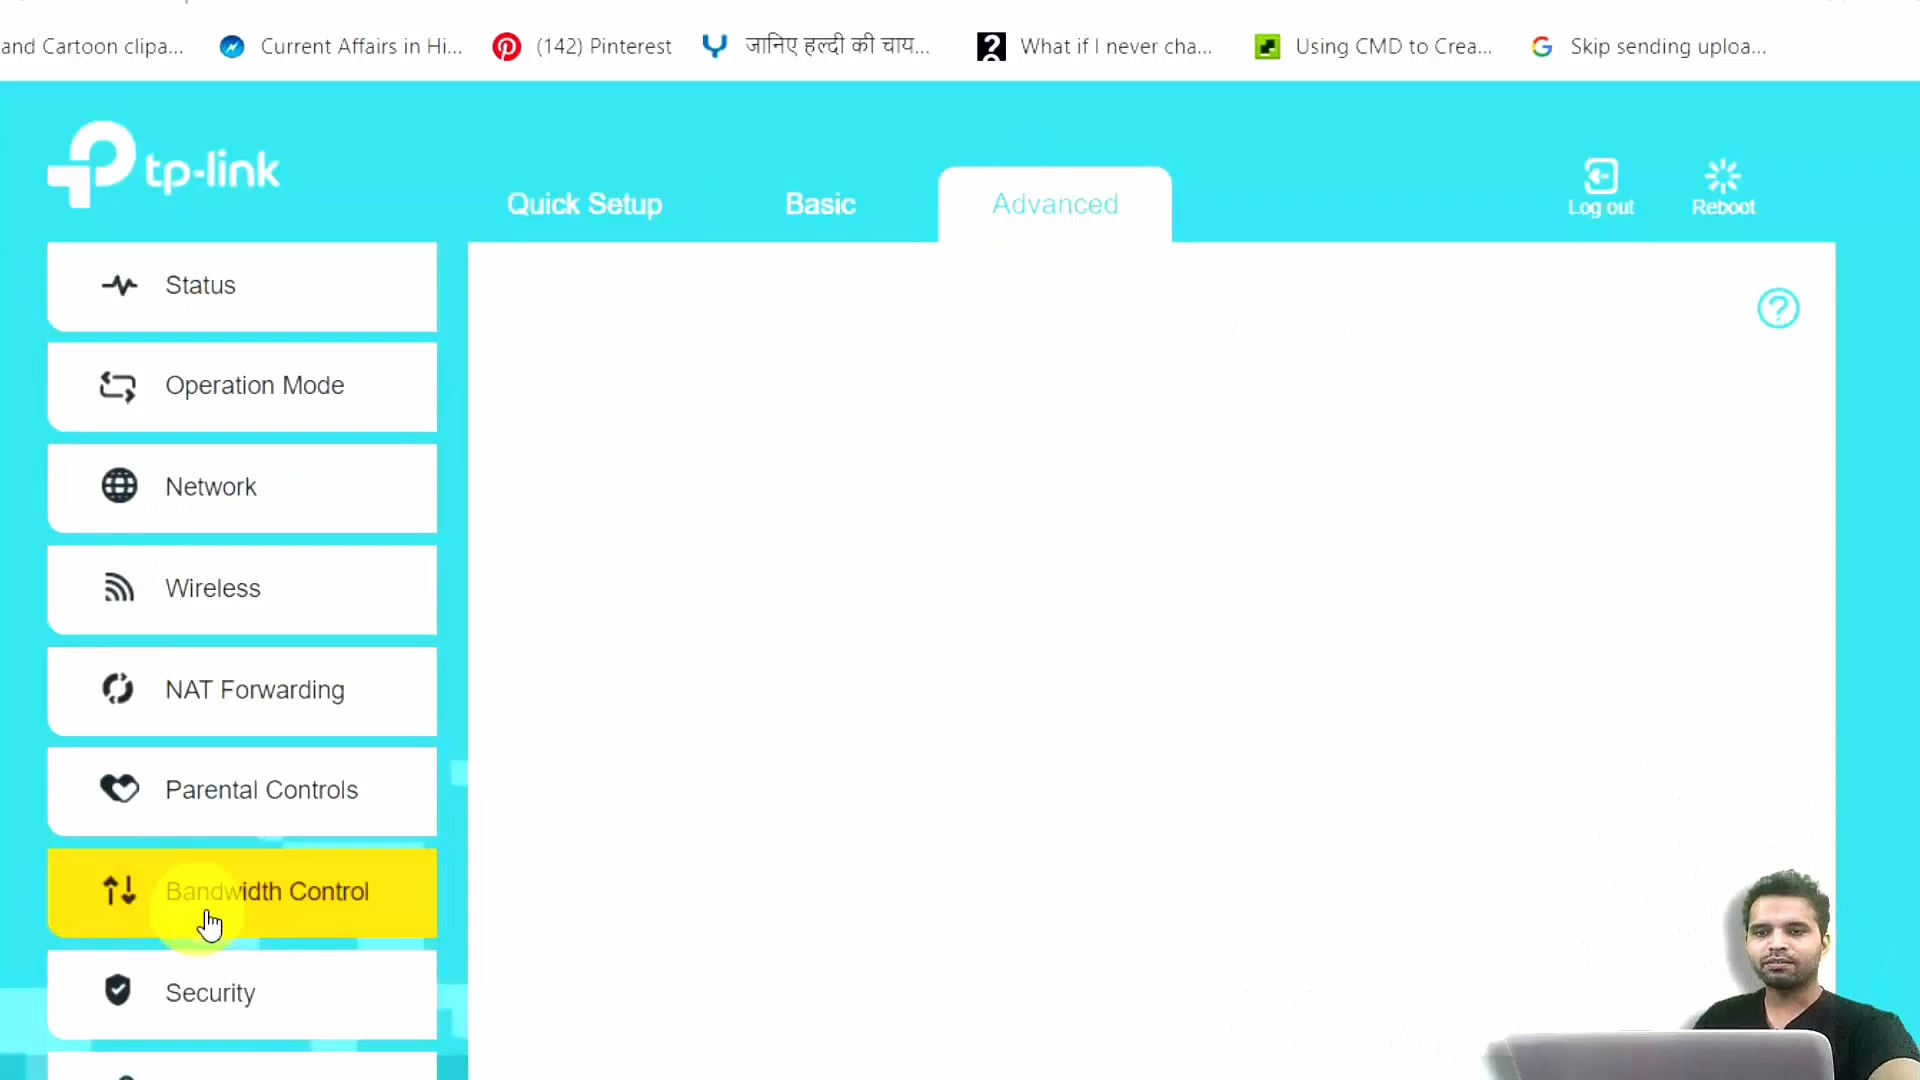 and Cartoon clipa... Current Affairs in Hi... (142) Pinterest जानिए हल्दी की चाय... What if I never cha... Using CMD to Crea... Skip sending uploa...
tp-link
Quick Setup Basic Advanced Log out Reboot
Status
Operation Mode
Network
Wireless
NAT Forwarding
Parental Controls
Bandwidth Control
Security